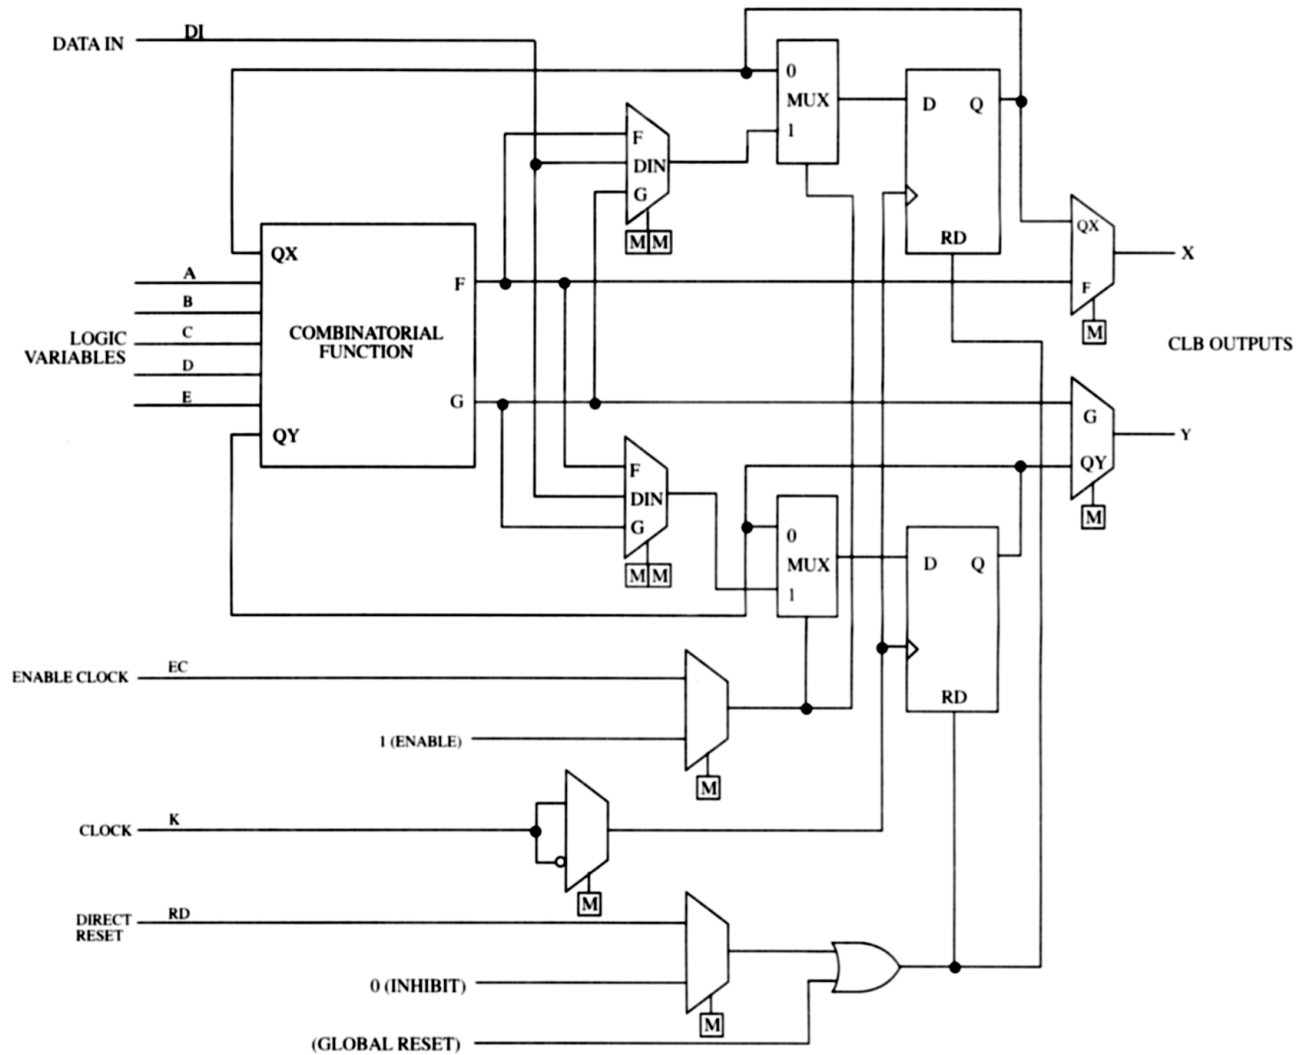 DATA IN
DI
0
MUX
1
D Q
RD
F
DIN
G
M M
QX
F
X
M
QX
A
B
C
D
E
LOGIC
VARIABLES
COMBINATORIAL
FUNCTION
F
G
QY
CLB OUTPUTS
G
QY
Y
M
F
DIN
G
M M
0
MUX
1
D Q
RD
ENABLE CLOCK
EC
1 (ENABLE)
M
CLOCK
K
M
DIRECT
RESET
RD
0 (INHIBIT)
M
(GLOBAL RESET)